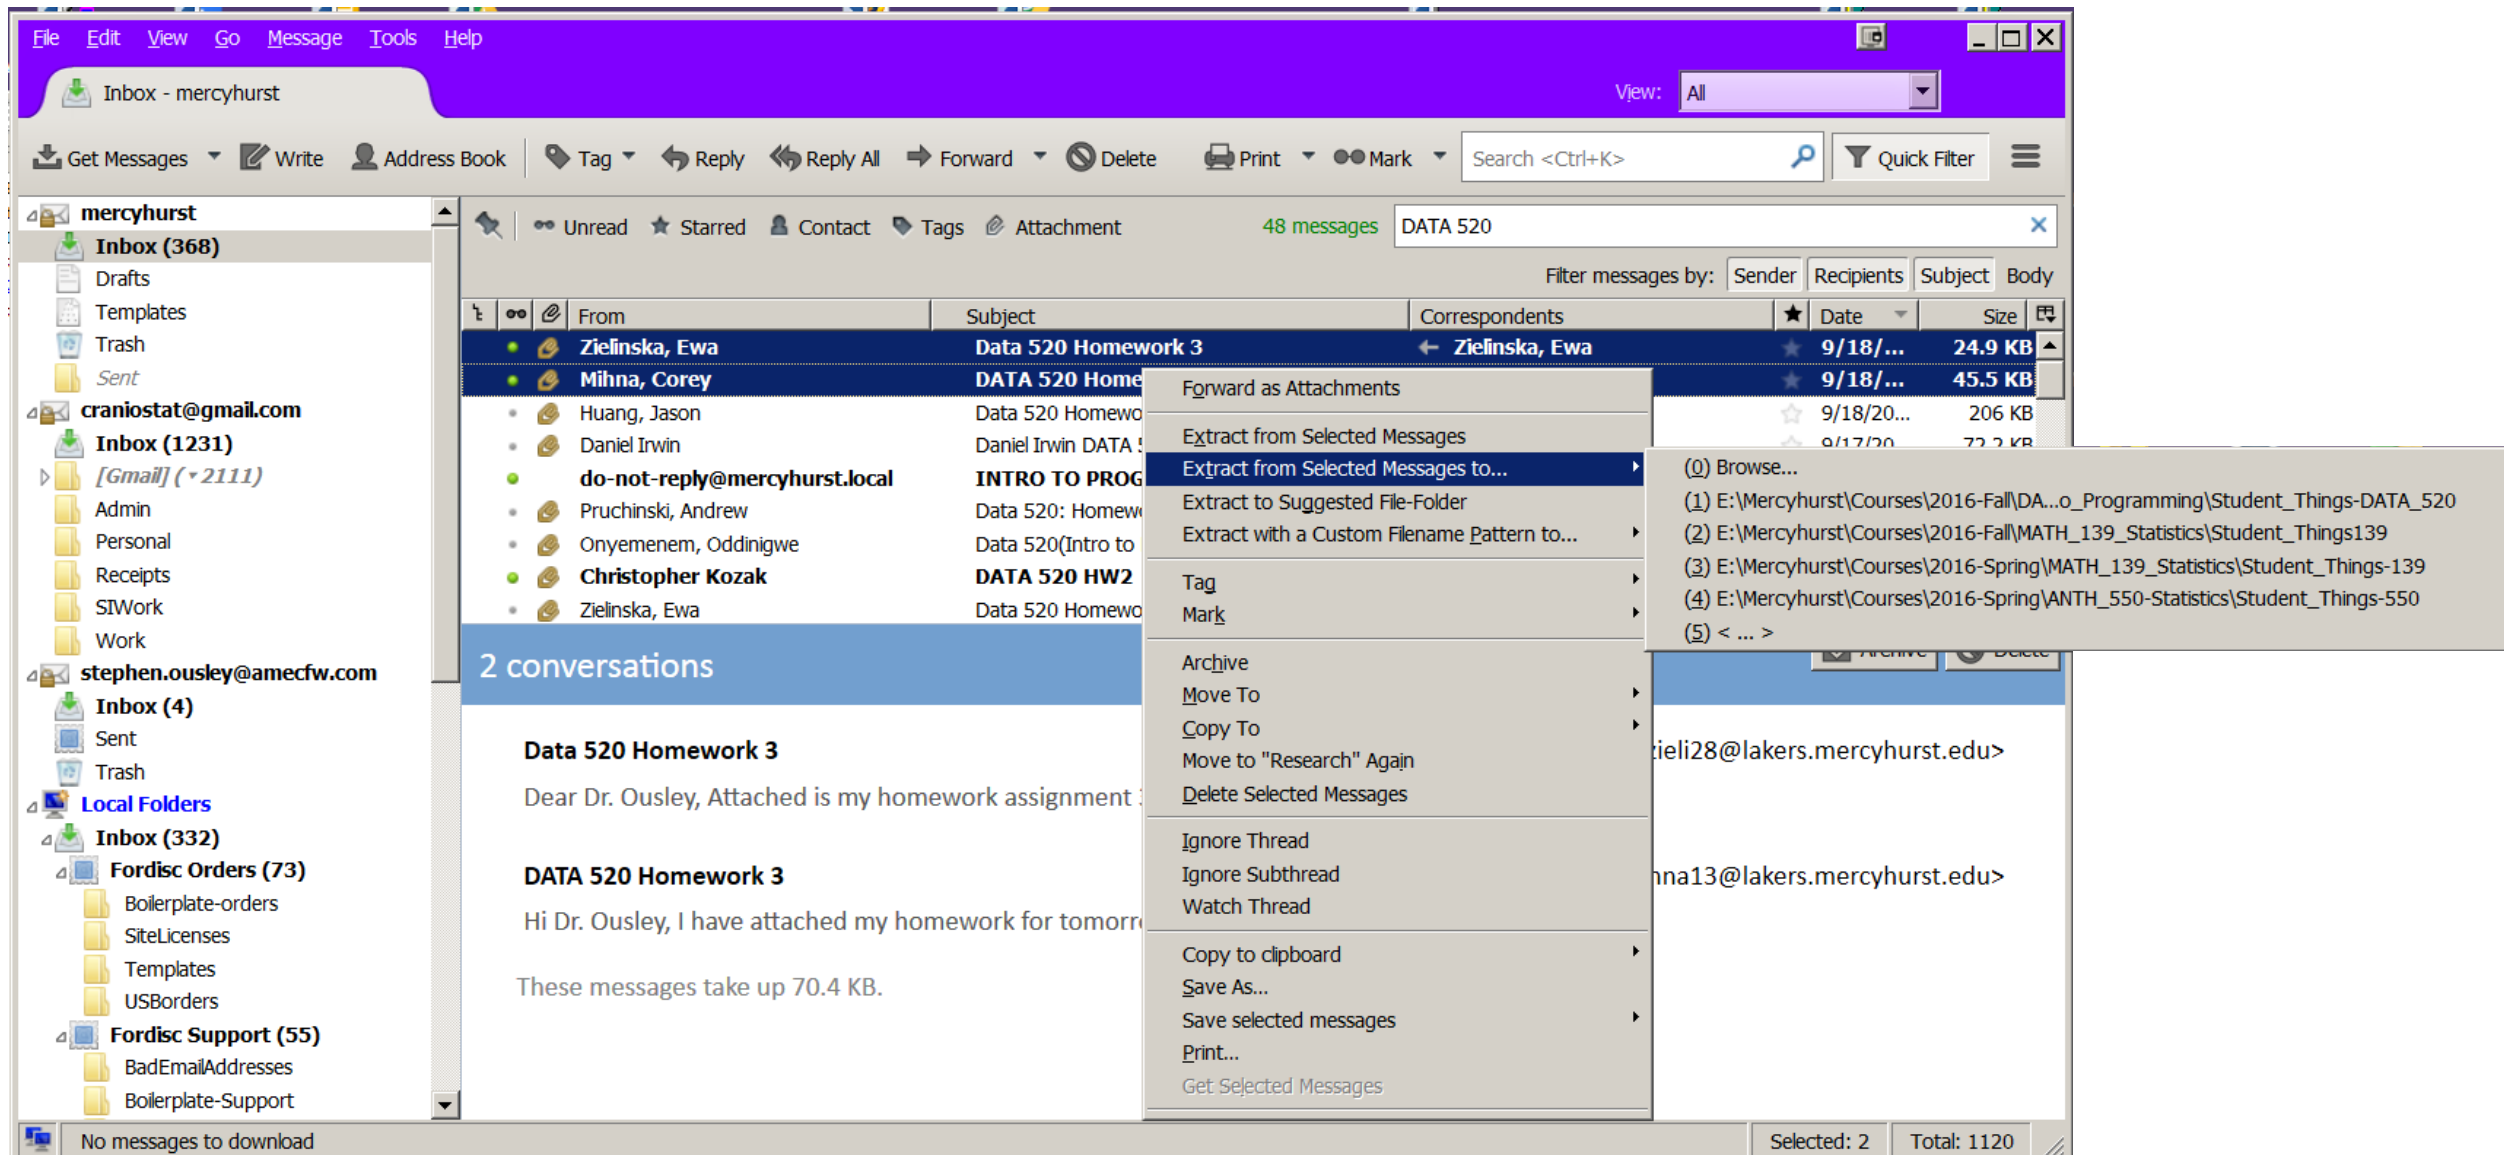 File Edit View Go Message Tools Help
Inbox - mercyhurst
View: All
Get Messages Write Address Book Tag Reply Reply All Forward Delete Print Mark Search <Ctrl+K> Quick Filter
mercyhurst
Inbox (368)
Drafts
Templates
Trash
Sent
craniostat@gmail.com
Inbox (1231)
[Gmail] (▾2111)
Admin
Personal
Receipts
SIWork
Work
stephen.ousley@amecfw.com
Inbox (4)
Sent
Trash
Local Folders
Inbox (332)
Fordisc Orders (73)
Boilerplate-orders
SiteLicenses
Templates
USBorders
Fordisc Support (55)
BadEmailAddresses
Boilerplate-Support
Unread Starred Contact Tags Attachment 48 messages DATA 520
Filter messages by: Sender Recipients Subject Body
From Subject Correspondents Date Size
Zielinska, Ewa Data 520 Homework 3 Zielinska, Ewa 9/18/... 24.9 KB
Mihna, Corey DATA 520 Home 9/18/... 45.5 KB
Huang, Jason Data 520 Homewo 9/18/20... 206 KB
Daniel Irwin Daniel Irwin DATA 9/17/20 72.2 KB
do-not-reply@mercyhurst.local INTRO TO PROG
Pruchinski, Andrew Data 520: Homew
Onyemenem, Oddinigwe Data 520(Intro to
Christopher Kozak DATA 520 HW2
Zielinska, Ewa Data 520 Homewo
2 conversations
Archive Delete
Data 520 Homework 3 zieli28@lakers.mercyhurst.edu>
Dear Dr. Ousley, Attached is my homework assignment
DATA 520 Homework 3 nna13@lakers.mercyhurst.edu>
Hi Dr. Ousley, I have attached my homework for tomorr
These messages take up 70.4 KB.
Forward as Attachments
Extract from Selected Messages
Extract from Selected Messages to...
Extract to Suggested File-Folder
Extract with a Custom Filename Pattern to...
Tag
Mark
Archive
Move To
Copy To
Move to "Research" Again
Delete Selected Messages
Ignore Thread
Ignore Subthread
Watch Thread
Copy to clipboard
Save As...
Save selected messages
Print...
Get Selected Messages
(0) Browse...
(1) E:\Mercyhurst\Courses\2016-Fall\DA...o_Programming\Student_Things-DATA_520
(2) E:\Mercyhurst\Courses\2016-Fall\MATH_139_Statistics\Student_Things139
(3) E:\Mercyhurst\Courses\2016-Spring\MATH_139_Statistics\Student_Things-139
(4) E:\Mercyhurst\Courses\2016-Spring\ANTH_550-Statistics\Student_Things-550
(5) < ... >
No messages to download Selected: 2 Total: 1120